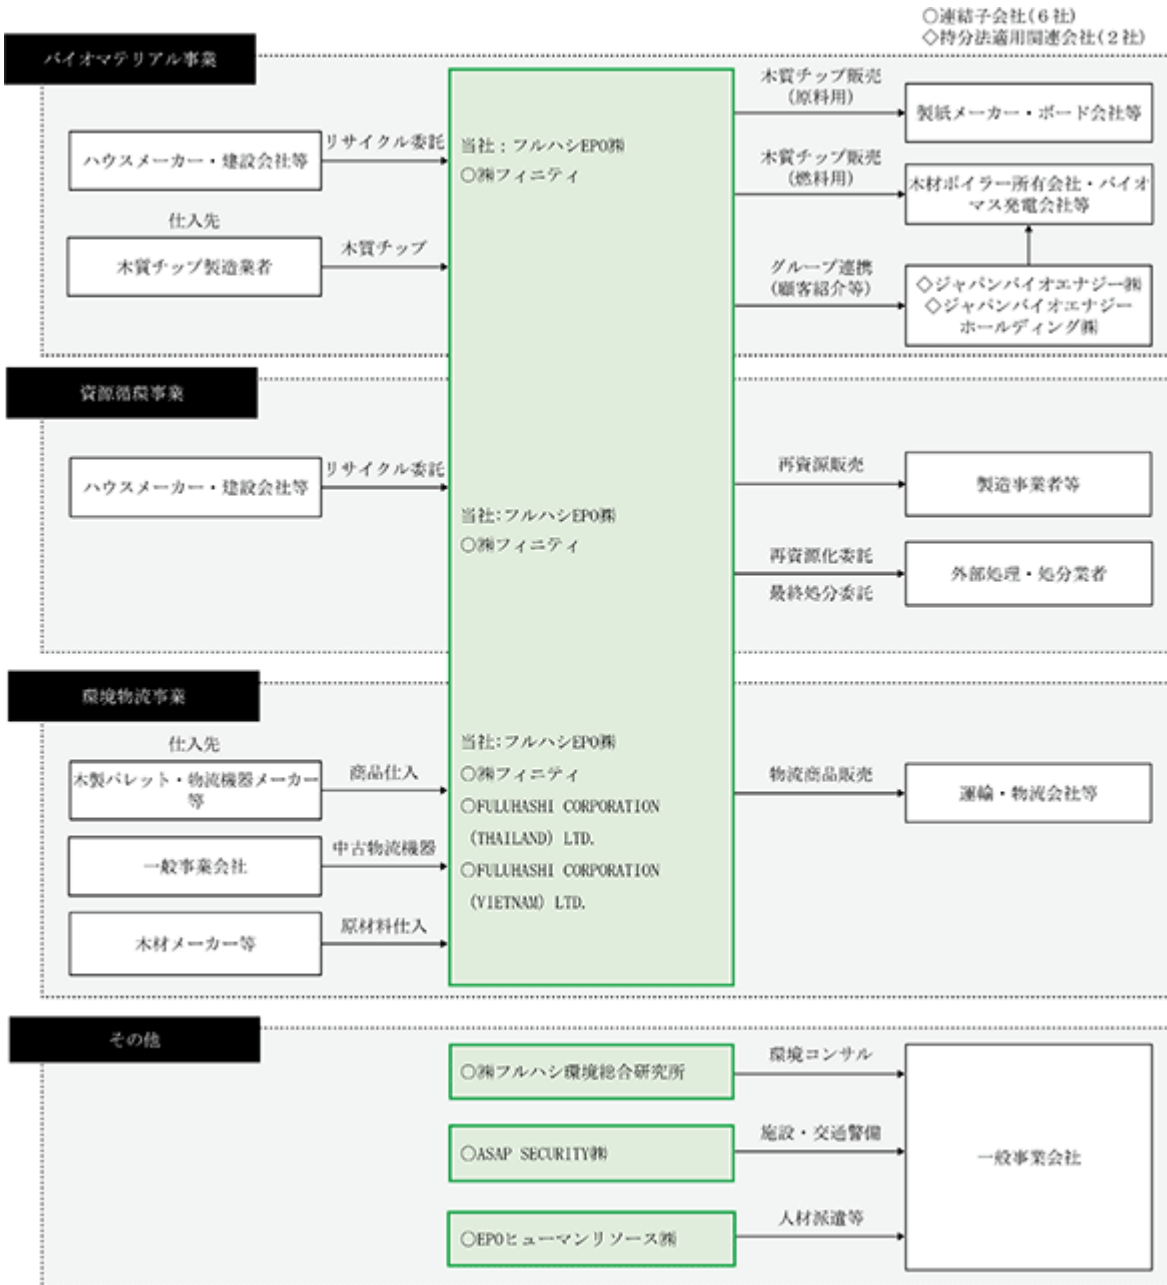 ○連結子会社(6社)
◇持分法適用関連会社(2社)
バイオマテリアル事業
ハウスメーカー・建設会社等
リサイクル委託
仕入先
木質チップ製造業者
木質チップ
当社：フルハシEPO㈱
○㈱フィニティ
木質チップ販売
(原料用)
製紙メーカー・ボード会社等
木質チップ販売
(燃料用)
木材ボイラー所有会社・バイオ
マス発電会社等
グループ連携
(顧客紹介等)
◇ジャパンバイオエナジー㈱
◇ジャパンバイオエナジー
ホールディング㈱
資源循環事業
ハウスメーカー・建設会社等
リサイクル委託
当社:フルハシEPO㈱
○㈱フィニティ
再資源販売
製造事業者等
再資源化委託
最終処分委託
外部処理・処分業者
環境物流事業
仕入先
木製パレット・物流機器メーカー
等
商品仕入
一般事業会社
中古物流機器
木材メーカー等
原材料仕入
当社:フルハシEPO㈱
○㈱フィニティ
○FULUHASHI CORPORATION
(THAILAND) LTD.
○FULUHASHI CORPORATION
(VIETNAM) LTD.
物流商品販売
運輸・物流会社等
その他
○㈱フルハシ環境総合研究所
環境コンサル
○ASAP SECURITY㈱
施設・交通警備
○EPOヒューマンリソース㈱
人材派遣等
一般事業会社